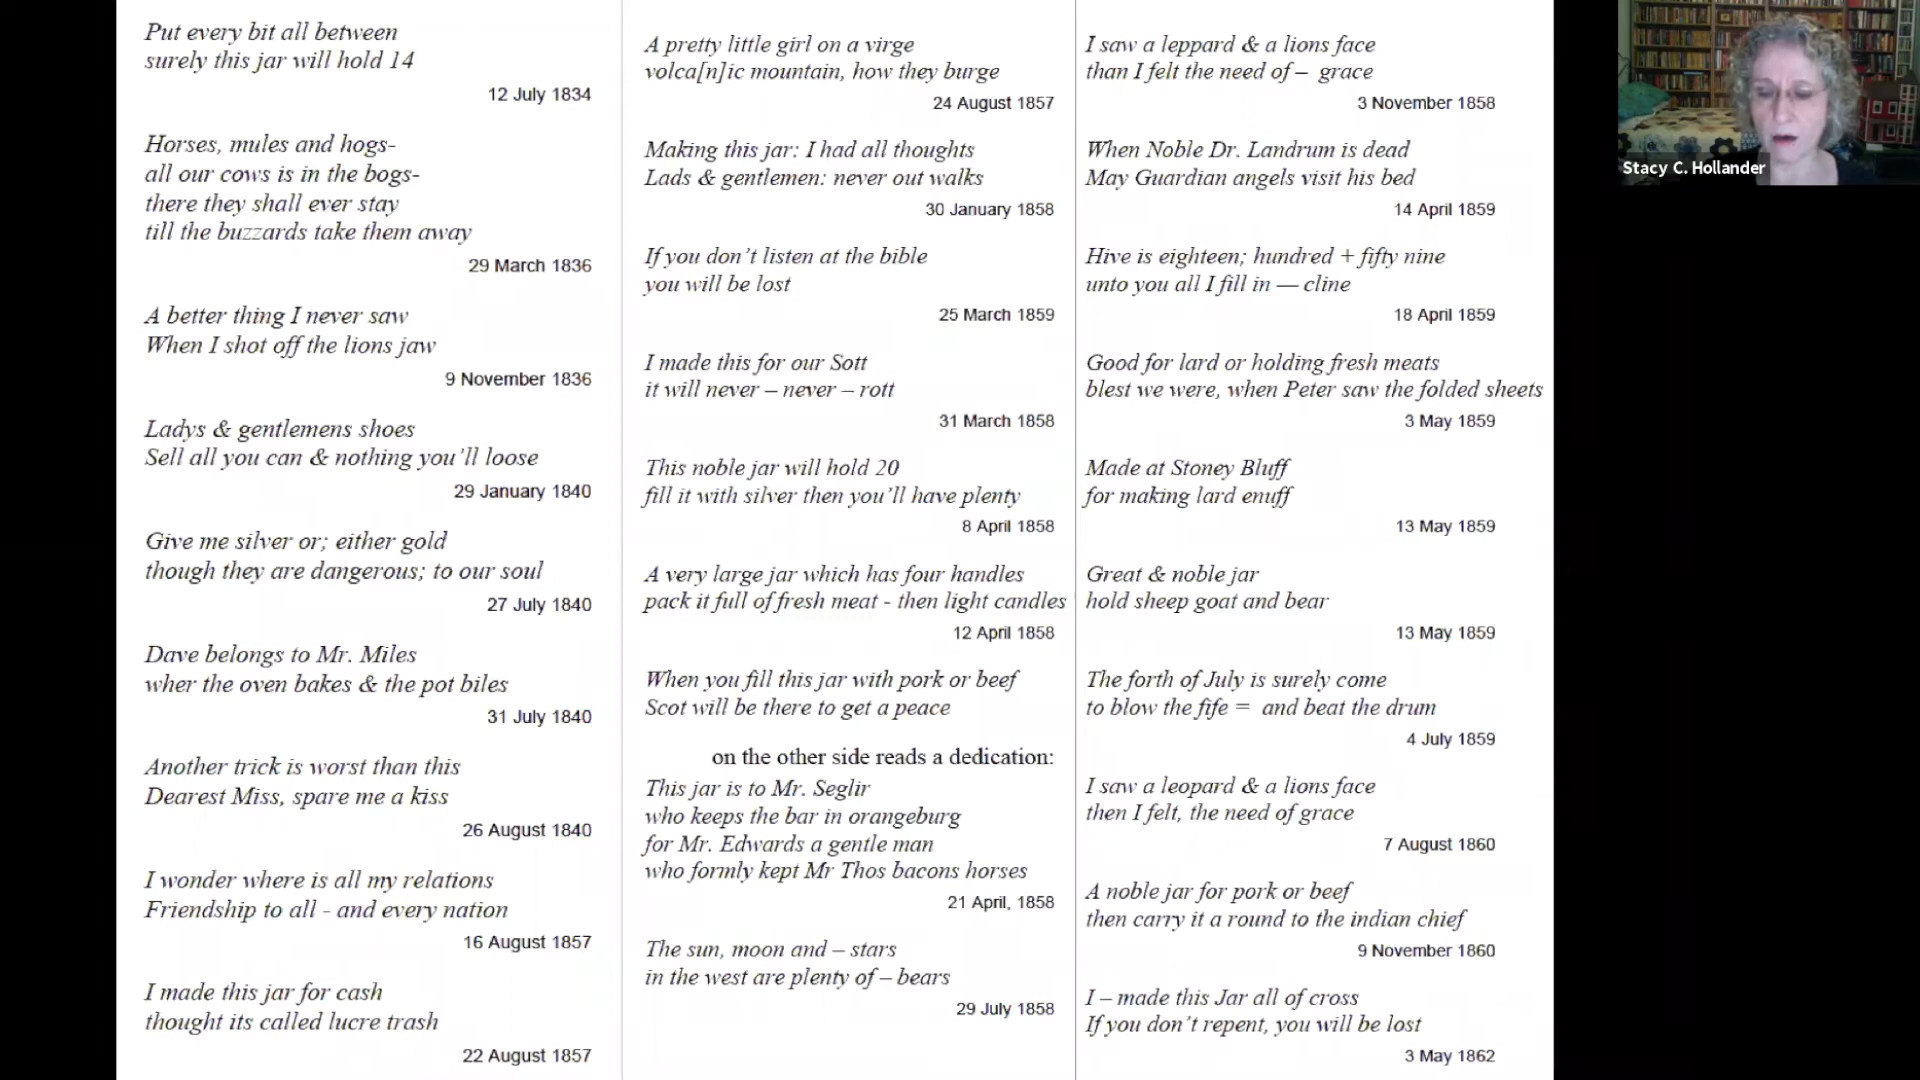 Put every bit all between
surely this jar will hold 14
12 July 1834
Horses, mules and hogs-
all our cows is in the bogs-
there they shall ever stay
till the buzzards take them away
29 March 1836
A better thing I never saw
When I shot off the lions jaw
9 November 1836
Ladys & gentlemens shoes
Sell all you can & nothing you'll loose
29 January 1840
Give me silver or; either gold
though they are dangerous; to our soul
27 July 1840
Dave belongs to Mr. Miles
wher the oven bakes & the pot biles
31 July 1840
Another trick is worst than this
Dearest Miss, spare me a kiss
26 August 1840
I wonder where is all my relations
Friendship to all - and every nation
16 August 1857
I made this jar for cash
thought its called lucre trash
22 August 1857
A pretty little girl on a virge
volca[n]ic mountain, how they burge
24 August 1857
Making this jar: I had all thoughts
Lads & gentlemen: never out walks
30 January 1858
If you don't listen at the bible
you will be lost
25 March 1859
I made this for our Sott
it will never – never – rott
31 March 1858
This noble jar will hold 20
fill it with silver then you'll have plenty
8 April 1858
A very large jar which has four handles
pack it full of fresh meat - then light candles
12 April 1858
When you fill this jar with pork or beef
Scot will be there to get a peace
on the other side reads a dedication:
This jar is to Mr. Seglir
who keeps the bar in orangeburg
for Mr. Edwards a gentle man
who formly kept Mr Thos bacons horses
21 April, 1858
The sun, moon and – stars
in the west are plenty of – bears
29 July 1858
I saw a leppard & a lions face
than I felt the need of – grace
3 November 1858
When Noble Dr. Landrum is dead
May Guardian angels visit his bed
14 April 1859
Hive is eighteen; hundred + fifty nine
unto you all I fill in — cline
18 April 1859
Good for lard or holding fresh meats
blest we were, when Peter saw the folded sheets
3 May 1859
Made at Stoney Bluff
for making lard enuff
13 May 1859
Great & noble jar
hold sheep goat and bear
13 May 1859
The forth of July is surely come
to blow the fife = and beat the drum
4 July 1859
I saw a leopard & a lions face
then I felt, the need of grace
7 August 1860
A noble jar for pork or beef
then carry it a round to the indian chief
9 November 1860
I – made this Jar all of cross
If you don't repent, you will be lost
3 May 1862
Stacy C. Hollander